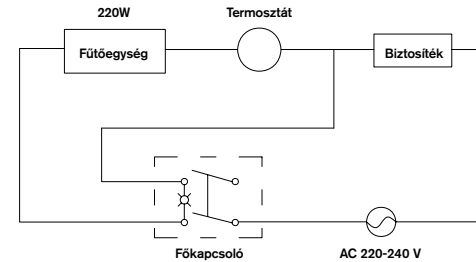 220W
Termosztát
Fűtőegység
Biztosíték
Főkapcsoló
AC 220-240 V